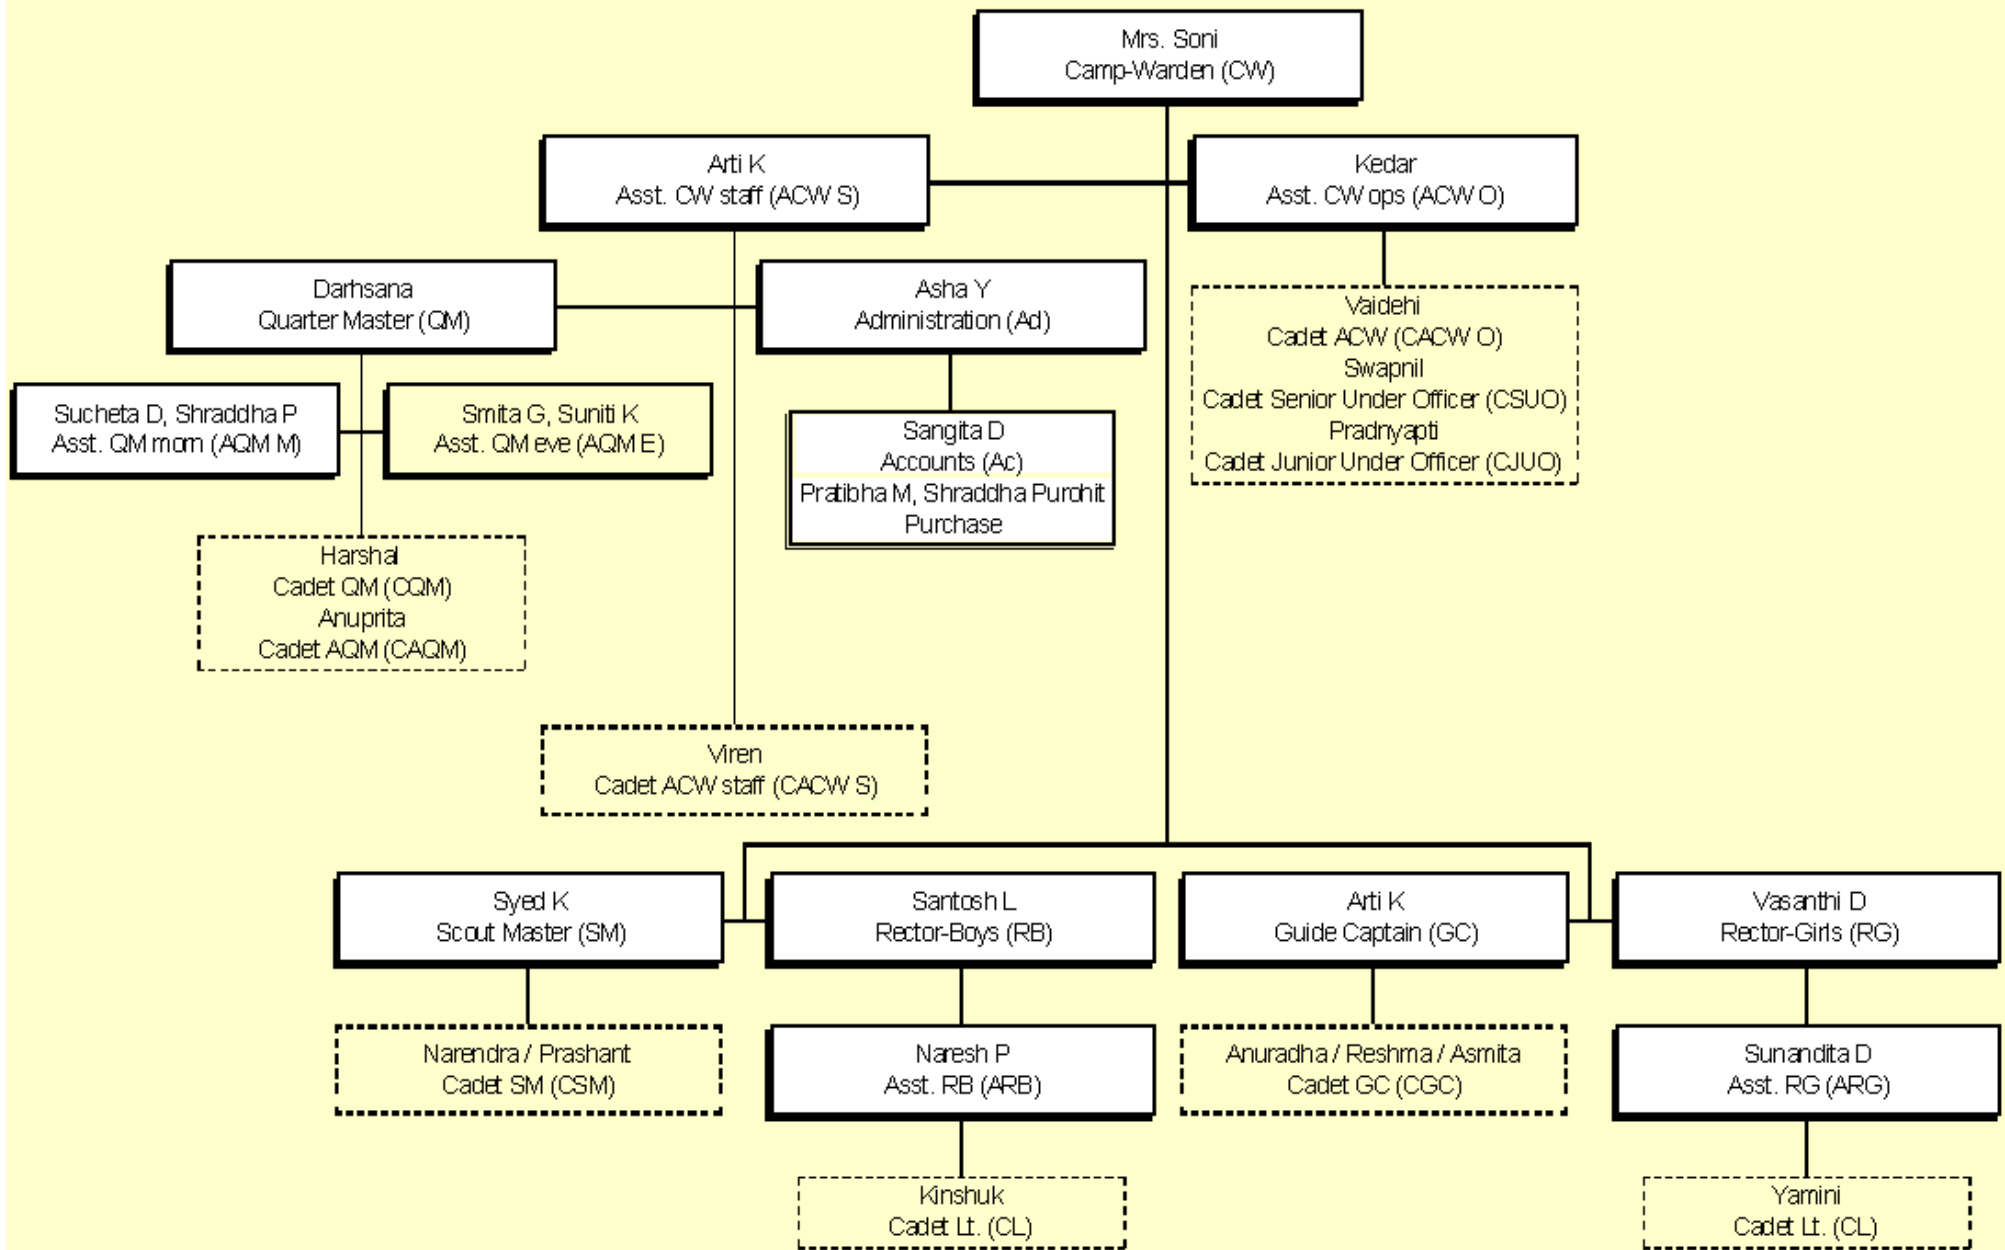 Mrs. Soni
Camp-Warden (CW)
Arti K
Asst. CW staff (ACW S)
Kedar
Asst. CW ops (ACW O)
Darhsana
Quarter Master (QM)
Asha Y
Administration (Ad)
Vaidehi
Cadet ACW (CACW O)
Swapnil
Cadet Senior Under Officer (CSUO)
Pradnyapti
Cadet Junior Under Officer (CJUO)
Sucheta D, Shraddha P
Asst. QM morn (AQM M)
Smita G, Suniti K
Asst. QM eve (AQM E)
Sangita D
Accounts (Ac)
Pratibha M, Shraddha Purohit
Purchase
Harshal
Cadet QM (CQM)
Anuprita
Cadet AQM (CAQM)
Viren
Cadet ACW staff (CACW S)
Syed K
Scout Master (SM)
Santosh L
Rector-Boys (RB)
Arti K
Guide Captain (GC)
Vasanthi D
Rector-Girls (RG)
Narendra / Prashant
Cadet SM (CSM)
Naresh P
Asst. RB (ARB)
Anuradha / Reshma / Asmita
Cadet GC (CGC)
Sunandita D
Asst. RG (ARG)
Kinshuk
Cadet Lt. (CL)
Yamini
Cadet Lt. (CL)